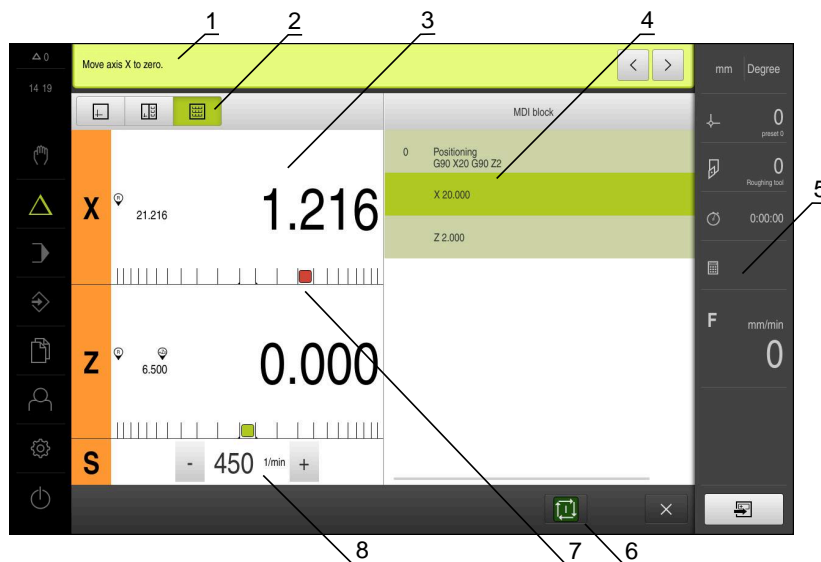 1
2
3
4
△ 0
14 19
Move axis X to zero.
< >
mm Degree
MDI block
0
preset 0
0
Roughing tool
0:00:00
5
F mm/min
0
X
R
21.216
1.216
0 Positioning
G90 X20 G90 Z2
X 20.000
Z 2.000
Z
R
6.500
0.000
S
- 450 1/min +
8
7
6